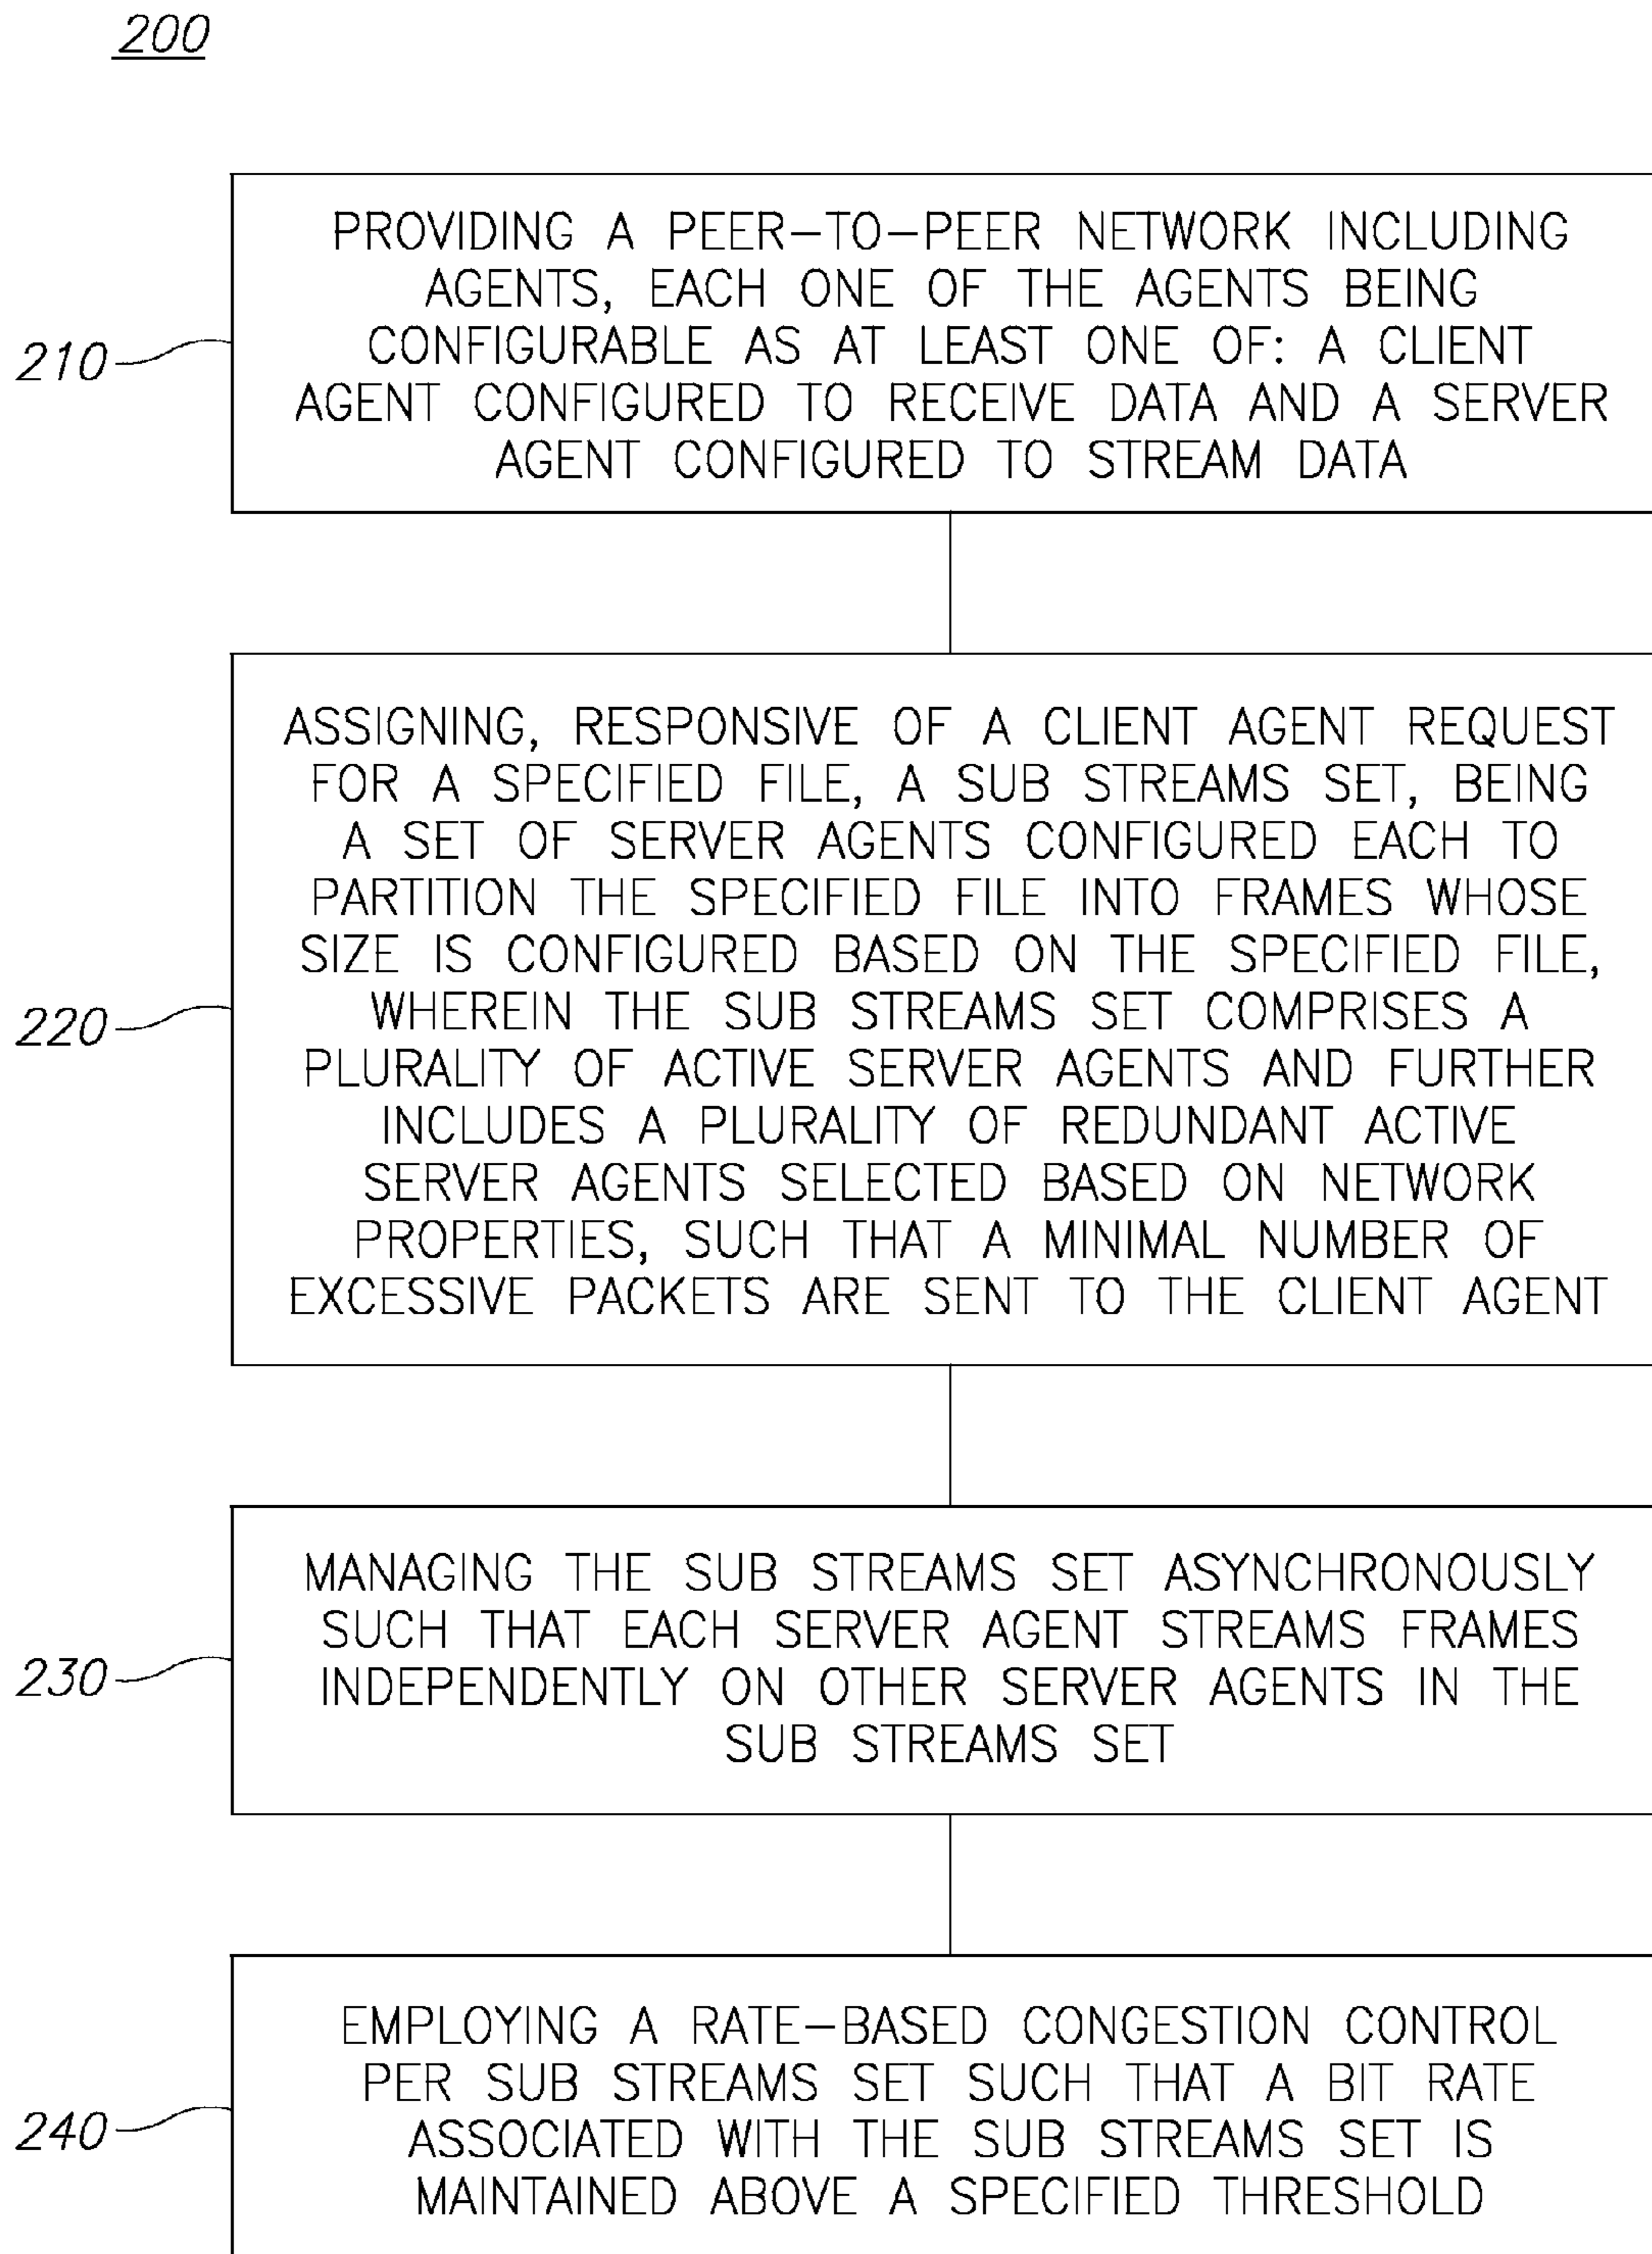 200
PROVIDING A PEER-TO-PEER NETWORK INCLUDING
AGENTS, EACH ONE OF THE AGENTS BEING
CONFIGURABLE AS AT LEAST ONE OF: A CLIENT
AGENT CONFIGURED TO RECEIVE DATA AND A SERVER
AGENT CONFIGURED TO STREAM DATA
210
ASSIGNING, RESPONSIVE OF A CLIENT AGENT REQUEST
FOR A SPECIFIED FILE, A SUB STREAMS SET, BEING
A SET OF SERVER AGENTS CONFIGURED EACH TO
PARTITION THE SPECIFIED FILE INTO FRAMES WHOSE
SIZE IS CONFIGURED BASED ON THE SPECIFIED FILE,
WHEREIN THE SUB STREAMS SET COMPRISES A
PLURALITY OF ACTIVE SERVER AGENTS AND FURTHER
INCLUDES A PLURALITY OF REDUNDANT ACTIVE
SERVER AGENTS SELECTED BASED ON NETWORK
PROPERTIES, SUCH THAT A MINIMAL NUMBER OF
EXCESSIVE PACKETS ARE SENT TO THE CLIENT AGENT
220
MANAGING THE SUB STREAMS SET ASYNCHRONOUSLY
SUCH THAT EACH SERVER AGENT STREAMS FRAMES
INDEPENDENTLY ON OTHER SERVER AGENTS IN THE
SUB STREAMS SET
230
EMPLOYING A RATE-BASED CONGESTION CONTROL
PER SUB STREAMS SET SUCH THAT A BIT RATE
ASSOCIATED WITH THE SUB STREAMS SET IS
MAINTAINED ABOVE A SPECIFIED THRESHOLD
240